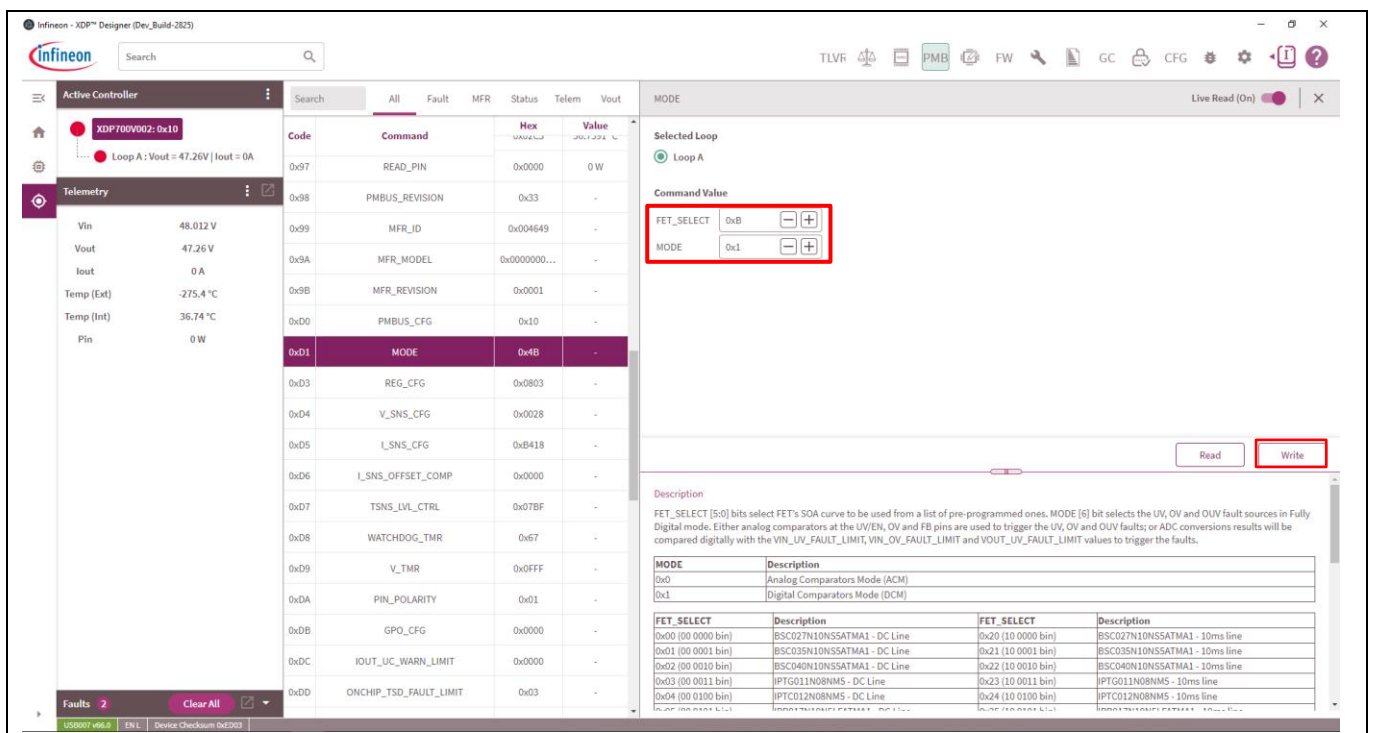 Infineon - XDP™ Designer (Dev_Build-2825)
infineon
Search
TLVR PMB FW GC CFG
Active Controller
XDP700V002: 0x10
Loop A : Vout = 47.26V | Iout = 0A
Telemetry
Vin 48.012 V
Vout 47.26 V
Iout 0 A
Temp (Ext) -275.4 °C
Temp (Int) 36.74 °C
Pin 0 W
Faults 2 Clear All
Search All Fault MFR Status Telem Vout
Code Command Hex Value
0x97 READ_PIN 0x0000 0 W
0x98 PMBUS_REVISION 0x33 -
0x99 MFR_ID 0x004649 -
0x9A MFR_MODEL 0x0000000... -
0x9B MFR_REVISION 0x0001 -
0xD0 PMBUS_CFG 0x10 -
0xD1 MODE 0x4B -
0xD3 REG_CFG 0x0803 -
0xD4 V_SNS_CFG 0x0028 -
0xD5 I_SNS_CFG 0xB418 -
0xD6 I_SNS_OFFSET_COMP 0x0000 -
0xD7 TSNS_LVL_CTRL 0x07BF -
0xD8 WATCHDOG_TMR 0x67 -
0xD9 V_TMR 0x0FFF -
0xDA PIN_POLARITY 0x01 -
0xDB GPO_CFG 0x0000 -
0xDC IOUT_UC_WARN_LIMIT 0x0000 -
0xDD ONCHIP_TSD_FAULT_LIMIT 0x03 -
MODE Live Read (On)
Selected Loop
Loop A
Command Value
FET_SELECT 0xB
MODE 0x1
Read Write
Description
FET_SELECT [5:0] bits select FET's SOA curve to be used from a list of pre-programmed ones. MODE [6] bit selects the UV, OV and OUV fault sources in Fully
Digital mode. Either analog comparators at the UV/EN, OV and FB pins are used to trigger the UV, OV and OUV faults; or ADC conversions results will be
compared digitally with the VIN_UV_FAULT_LIMIT, VIN_OV_FAULT_LIMIT and VOUT_UV_FAULT_LIMIT values to trigger the faults.
MODE Description
0x0 Analog Comparators Mode (ACM)
0x1 Digital Comparators Mode (DCM)
FET_SELECT Description FET_SELECT Description
0x00 (00 0000 bin) BSC027N10NS5ATMA1 - DC Line 0x20 (10 0000 bin) BSC027N10NS5ATMA1 - 10ms line
0x01 (00 0001 bin) BSC035N10NS5ATMA1 - DC Line 0x21 (10 0001 bin) BSC035N10NS5ATMA1 - 10ms line
0x02 (00 0010 bin) BSC040N10NS5ATMA1 - DC Line 0x22 (10 0010 bin) BSC040N10NS5ATMA1 - 10ms line
0x03 (00 0011 bin) IPTG011N08NM5 - DC Line 0x23 (10 0011 bin) IPTG011N08NM5 - 10ms line
0x04 (00 0100 bin) IPTC012N08NM5 - DC Line 0x24 (10 0100 bin) IPTC012N08NM5 - 10ms line
USB007 v66.0 EN L Device Checksum 0xED03